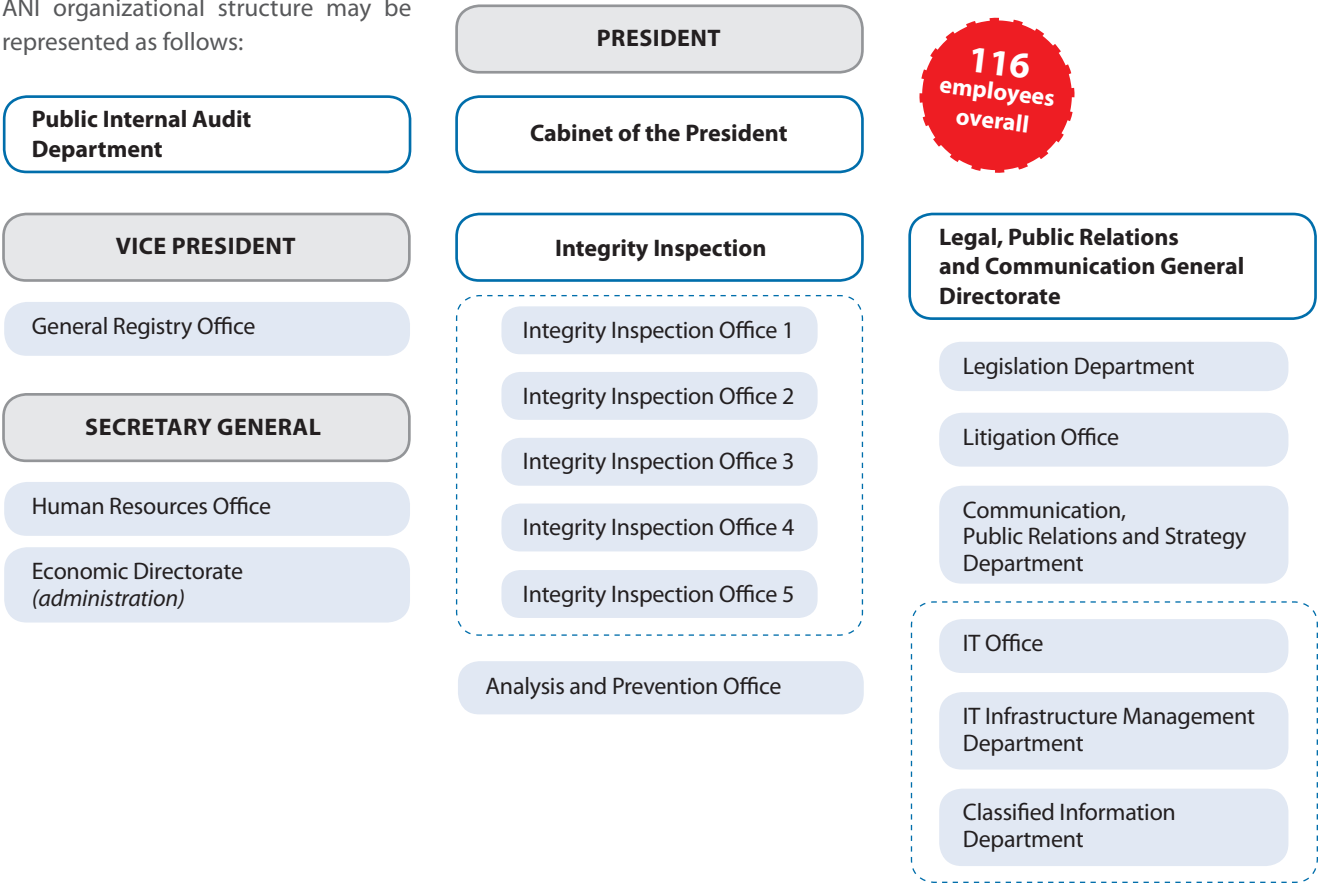 ANI organizational structure may be
represented as follows:
PRESIDENT
116
employees
overall
Public Internal Audit
Department
Cabinet of the President
VICE PRESIDENT
General Registry Office
SECRETARY GENERAL
Human Resources Office
Economic Directorate
(administration)
Integrity Inspection
Integrity Inspection Office 1
Integrity Inspection Office 2
Integrity Inspection Office 3
Integrity Inspection Office 4
Integrity Inspection Office 5
Analysis and Prevention Office
Legal, Public Relations
and Communication General
Directorate
Legislation Department
Litigation Office
Communication,
Public Relations and Strategy
Department
IT Office
IT Infrastructure Management
Department
Classified Information
Department